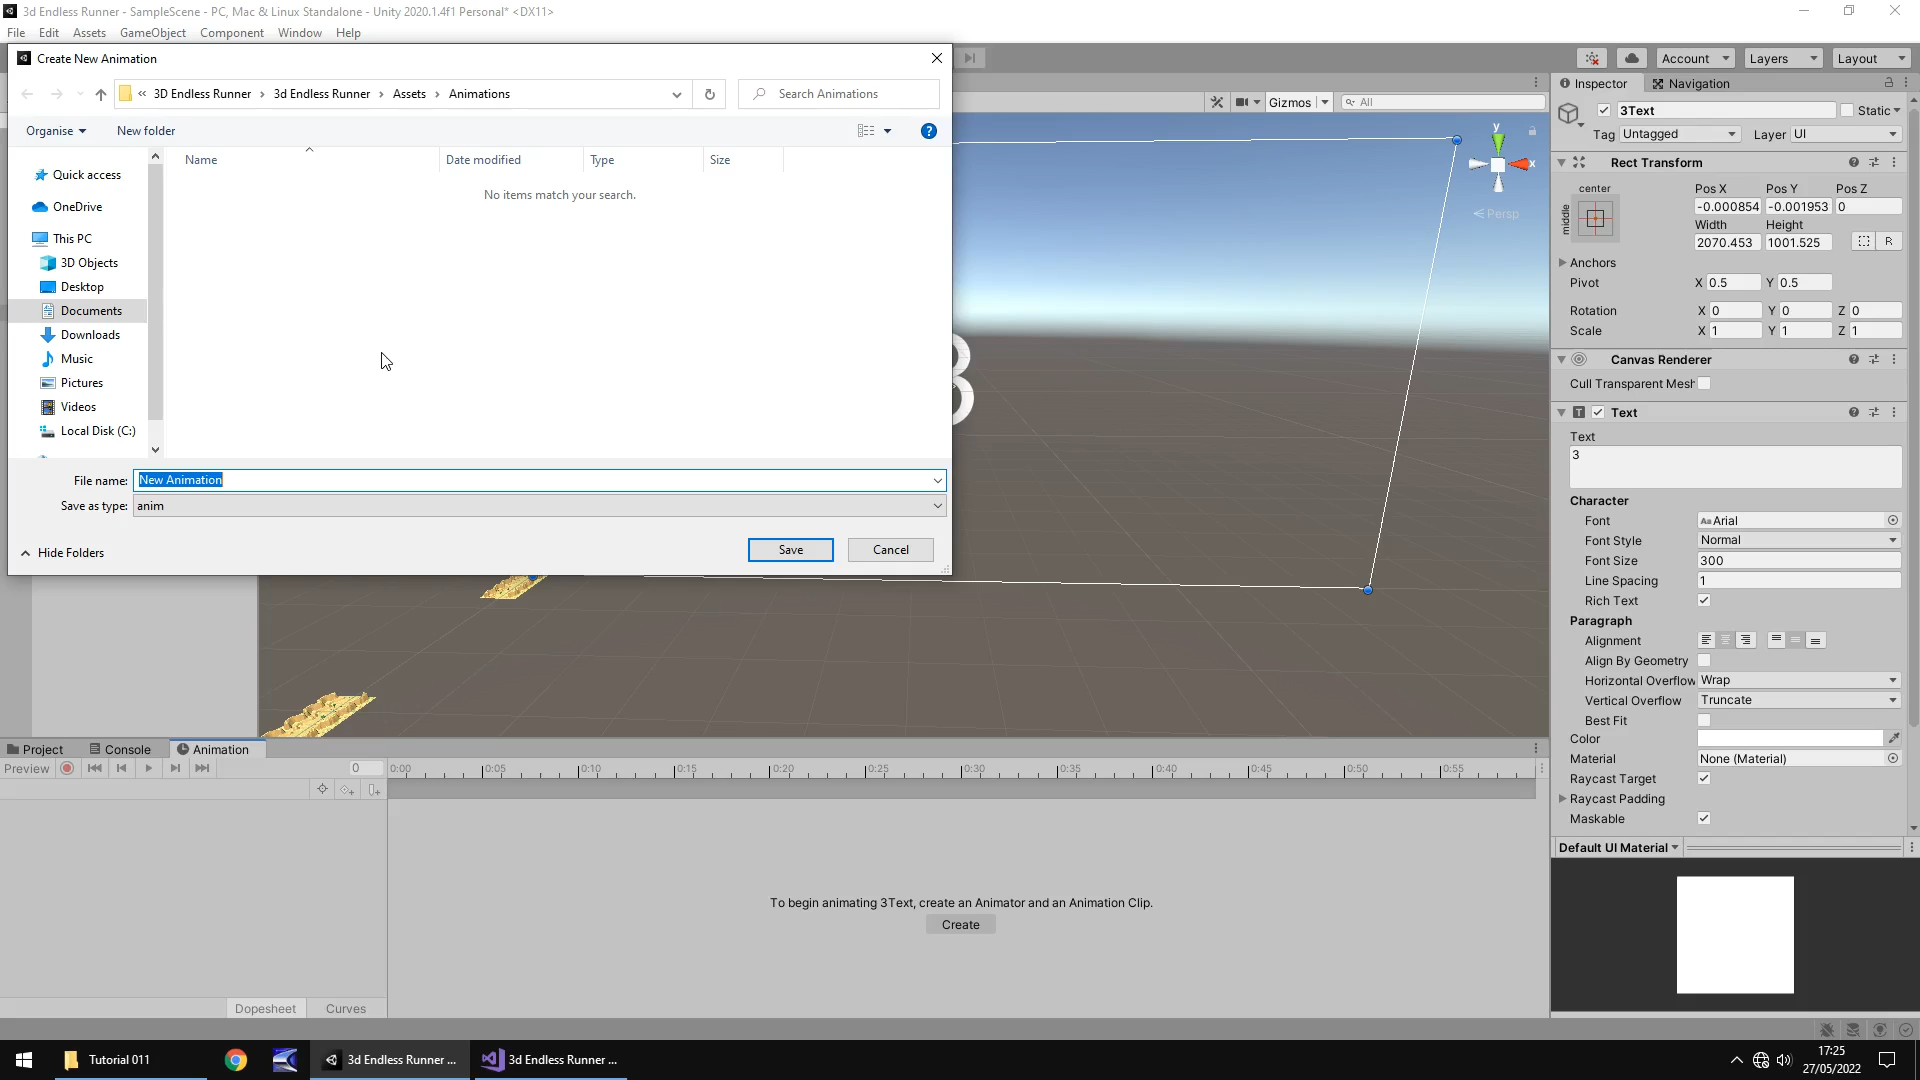 3d Endless Runner - SampleScene - PC, Mac & Linux Standalone - Unity 2020.1.4f1 Personal* <DX11>
File Edit Assets GameObject Component Window Help
Create New Animation
Account Layers Layout
« 3D Endless Runner › 3d Endless Runner › Assets › Animations
Search Animations
Organise New folder
Name Date modified Type Size
No items match your search.
Quick access
OneDrive
This PC
3D Objects
Desktop
Documents
Downloads
Music
Pictures
Videos
Local Disk (C:)
File name: New Animation
Save as type: anim
Hide Folders
Save Cancel
Gizmos All
y
x
Persp
3
Inspector Navigation
3Text Static
Tag Untagged Layer UI
Rect Transform
center
middle
Pos X Pos Y Pos Z
-0.000854 -0.001953 0
Width Height
2070.453 1001.525 R
Anchors
Pivot X 0.5 Y 0.5
Rotation X 0 Y 0 Z 0
Scale X 1 Y 1 Z 1
Canvas Renderer
Cull Transparent Mesh
Text
Text
3
Character
Font Arial
Font Style Normal
Font Size 300
Line Spacing 1
Rich Text
Paragraph
Alignment
Align By Geometry
Horizontal Overflow Wrap
Vertical Overflow Truncate
Best Fit
Color
Material None (Material)
Raycast Target
Raycast Padding
Maskable
Default UI Material
Project Console Animation
Preview 0 0:00 0:05 0:10 0:15 0:20 0:25 0:30 0:35 0:40 0:45 0:50 0:55
To begin animating 3Text, create an Animator and an Animation Clip.
Create
Dopesheet Curves
Tutorial 011
3d Endless Runner ...
3d Endless Runner ...
17:25
27/05/2022